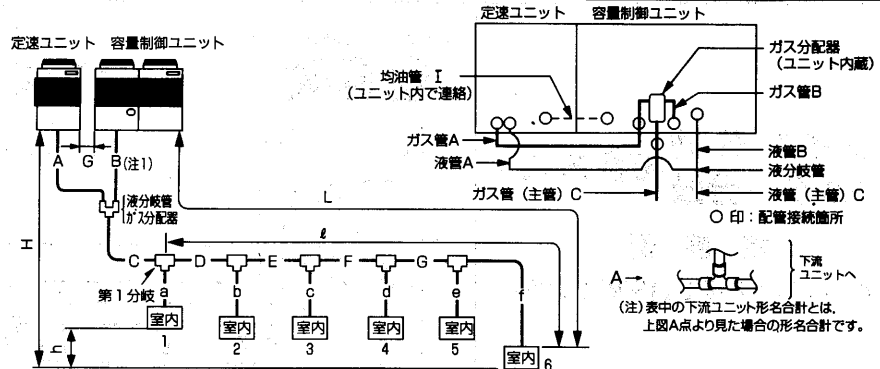 定速ユニット 容量制御ユニット
A
G
B(注1)
液分岐管
ガス分配器
H
L
ℓ
C
D
E
F
G
第1分岐
a
b
c
d
e
f
室内
1
室内
2
室内
3
室内
4
室内
5
室内
6
h
定速ユニット 容量制御ユニット
均油管 I
(ユニット内で連絡)
ガス分配器
(ユニット内蔵)
ガス管B
ガス管A
液管A
液管B
液分岐管
ガス管(主管)C
液管(主管)C
○印:配管接続箇所
A→
下流
ユニットへ
(注)表中の下流ユニット形名合計とは、
上図A点より見た場合の形名合計です。